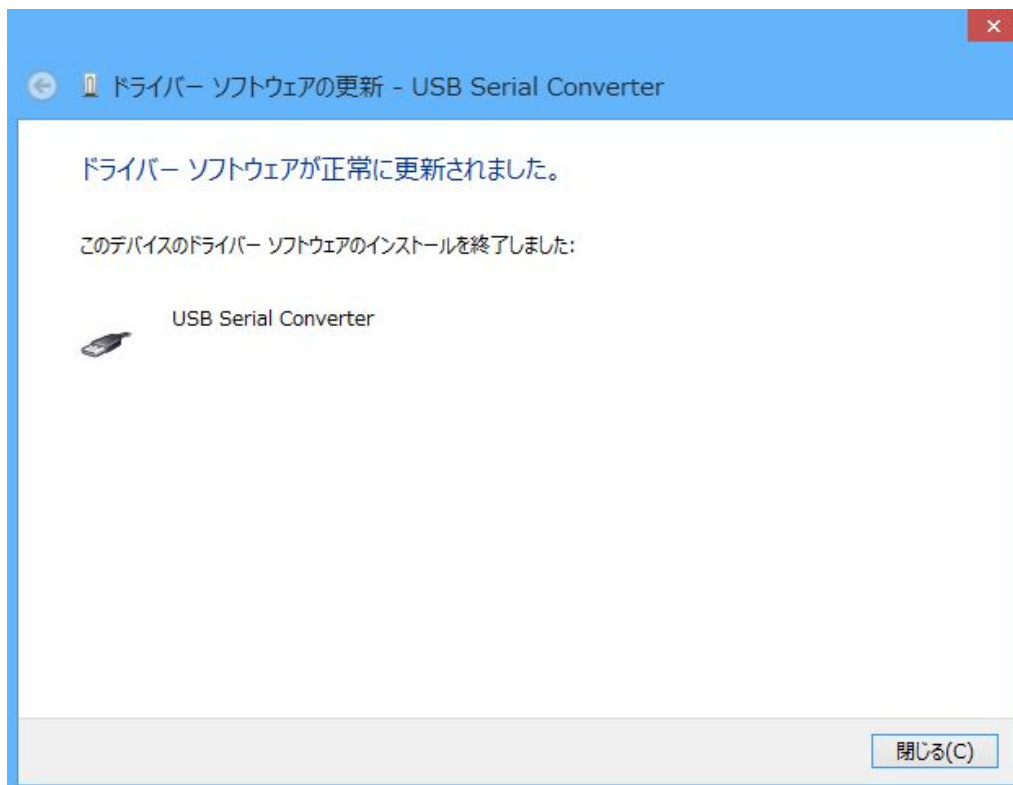 ドライバー ソフトウェアの更新 - USB Serial Converter
ドライバー ソフトウェアが正常に更新されました。
このデバイスのドライバー ソフトウェアのインストールを終了しました:
USB Serial Converter
閉じる(C)